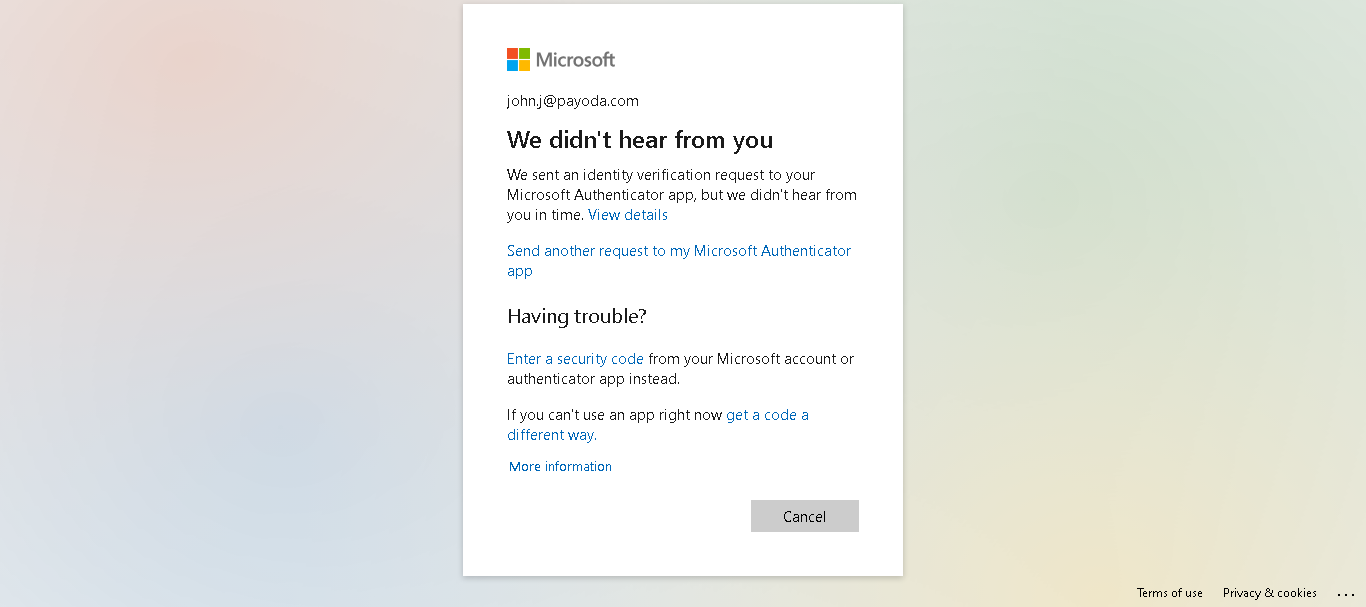 Microsoft
john.j@payoda.com
We didn't hear from you
We sent an identity verification request to your
Microsoft Authenticator app, but we didn't hear from
you in time. View details
Send another request to my Microsoft Authenticator
app
Having trouble?
Enter a security code from your Microsoft account or
authenticator app instead.
If you can't use an app right now get a code a
different way.
More information
Cancel
Terms of use Privacy & cookies ...